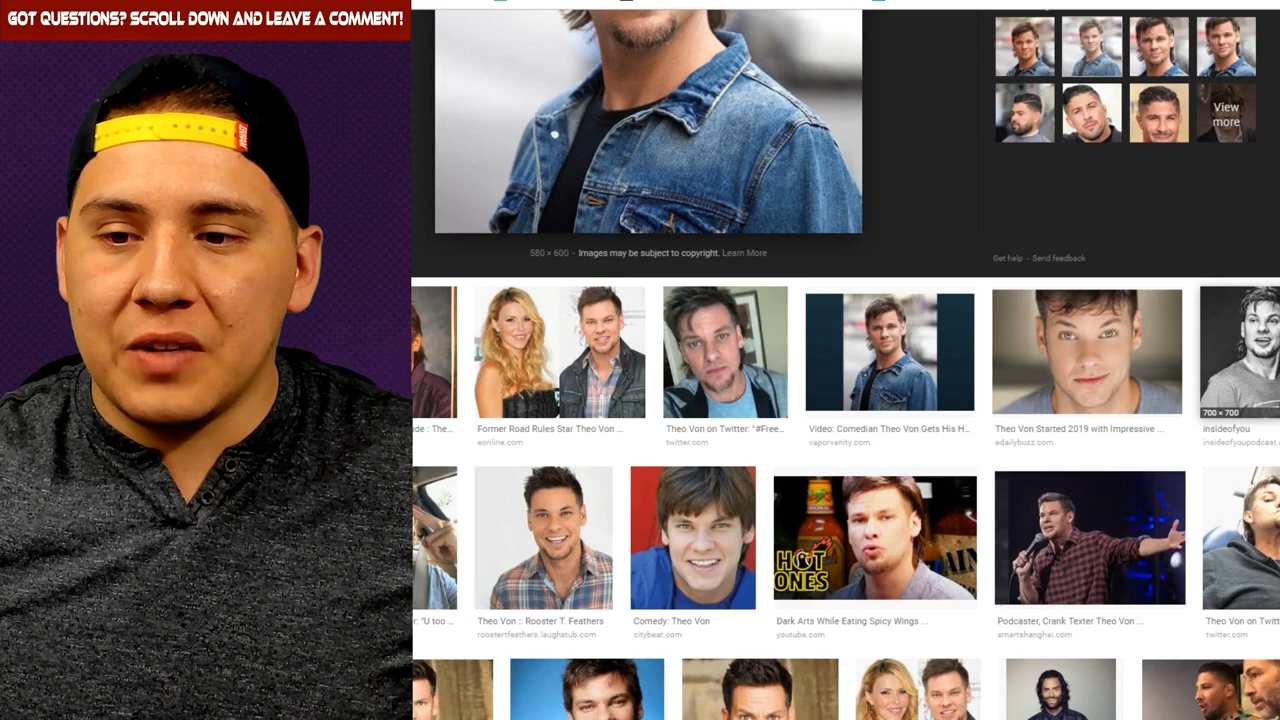 GOT QUESTIONS? SCROLL DOWN AND LEAVE A COMMENT!
View
more
580 × 600 - Images may be subject to copyright. Learn More
Get help - Send feedback
700 × 700
ade : The...
Former Road Rules Star Theo Von ...
eonline.com
Theo Von on Twitter: "#Free...
twitter.com
Video: Comedian Theo Von Gets His H...
vaporvanity.com
Theo Von Started 2019 with Impressive ...
edailybuzz.com
insideofyou
insideofyoupodcast.c
HOT
ONES
r: "U too ...
Theo Von :: Rooster T. Feathers
roostertfeathers.laughstub.com
Comedy: Theo Von
citybeat.com
Dark Arts While Eating Spicy Wings ...
youtube.com
Podcaster, Crank Texter Theo Von ...
smartshanghai.com
Theo Von on Twitt
twitter.com